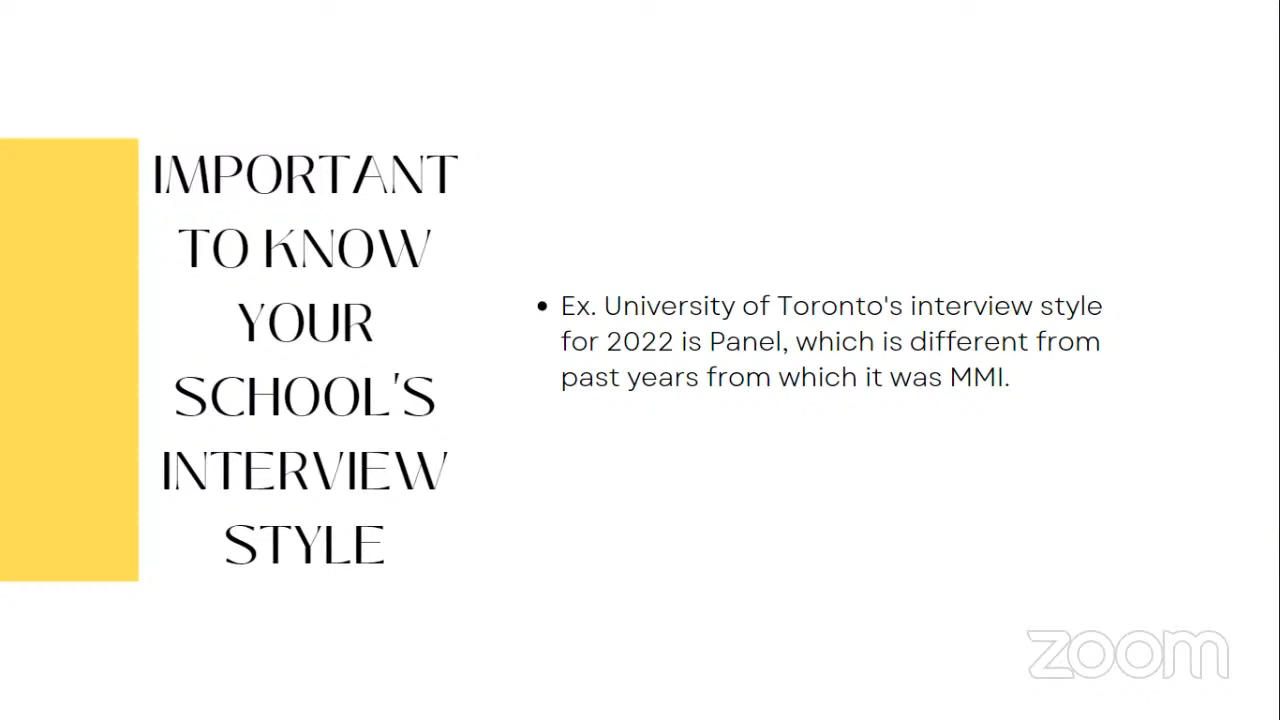 IMPORTANT
TO KNOW
YOUR
SCHOOL'S
INTERVIEW
STYLE
• Ex. University of Toronto's interview style
for 2022 is Panel, which is different from
past years from which it was MMI.
zoom